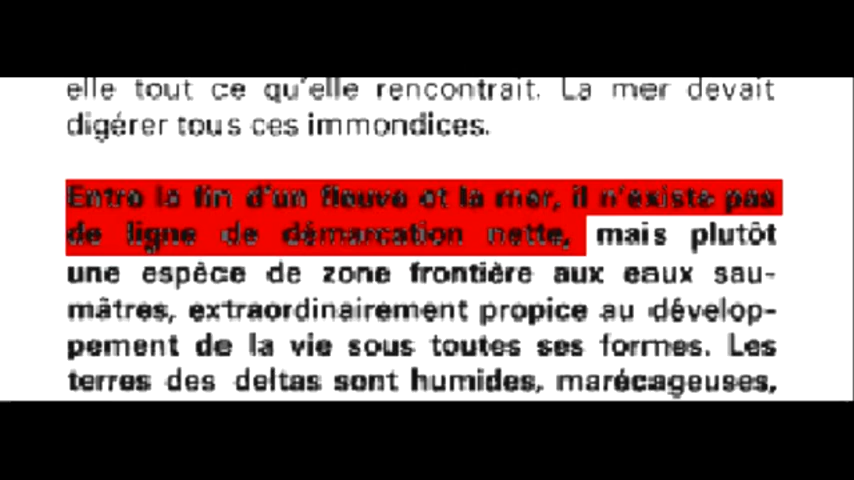 elle tout ce qu'elle rencontrait. La mer devait
digérer tous ces immondices.
Entre la fin d'un fleuve et la mer, il n'existe pas
de ligne de démarcation nette, mais plutôt
une espèce de zone frontière aux eaux sau-
mâtres, extraordinairement propice au dévelop-
pement de la vie sous toutes ses formes. Les
terres des deltas sont humides, marécageuses,